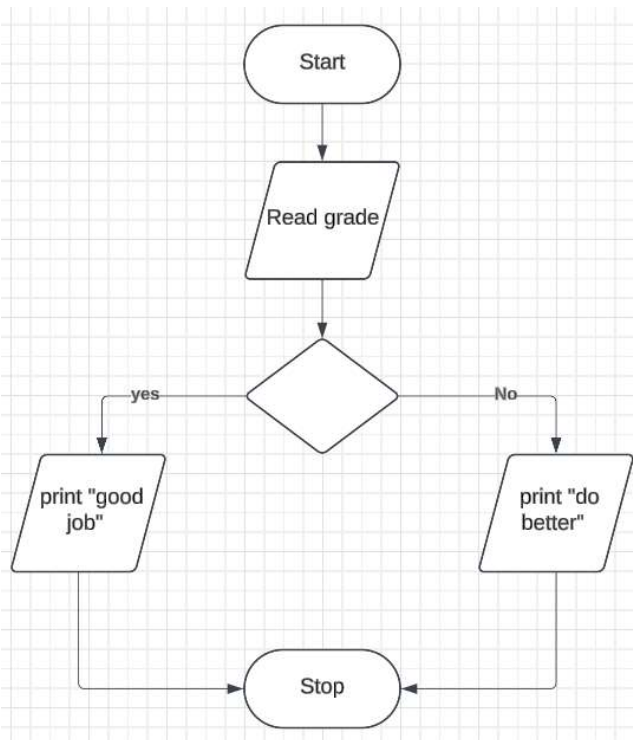 Start
Read grade
yes
No
print "good
job"
print "do
better"
Stop